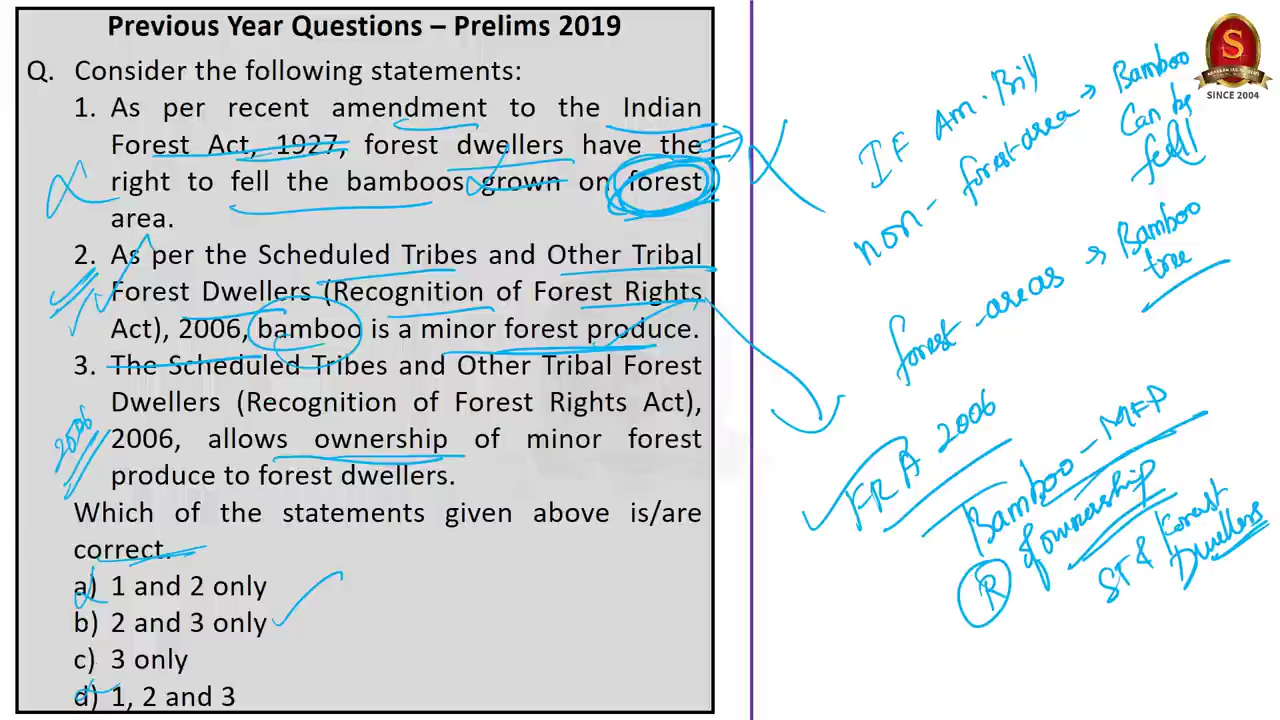 Previous Year Questions – Prelims 2019
Q. Consider the following statements:
1. As per recent amendment to the Indian
Forest Act, 1927, forest dwellers have the
right to fell the bamboos grown on forest
area.
2. As per the Scheduled Tribes and Other Tribal
Forest Dwellers (Recognition of Forest Rights
Act), 2006, bamboo is a minor forest produce.
3. The Scheduled Tribes and Other Tribal Forest
Dwellers (Recognition of Forest Rights Act),
2006, allows ownership of minor forest
produce to forest dwellers.
Which of the statements given above is/are
correct.
a) 1 and 2 only
b) 2 and 3 only
c) 3 only
d) 1, 2 and 3
2006
IF Am. Bill
non - forest area → Bamboo
Can be
fell
forest - areas → Bamboo
tree
FRA 2006
Bamboo - MFP
R of ownership
ST & Forest
Dwellers
S
SINCE 2004